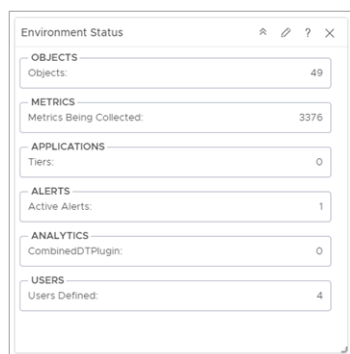 Environment Status
OBJECTS
Objects: 49
METRICS
Metrics Being Collected: 3376
APPLICATIONS
Tiers: 0
ALERTS
Active Alerts: 1
ANALYTICS
CombinedDTPlugin: 0
USERS
Users Defined: 4